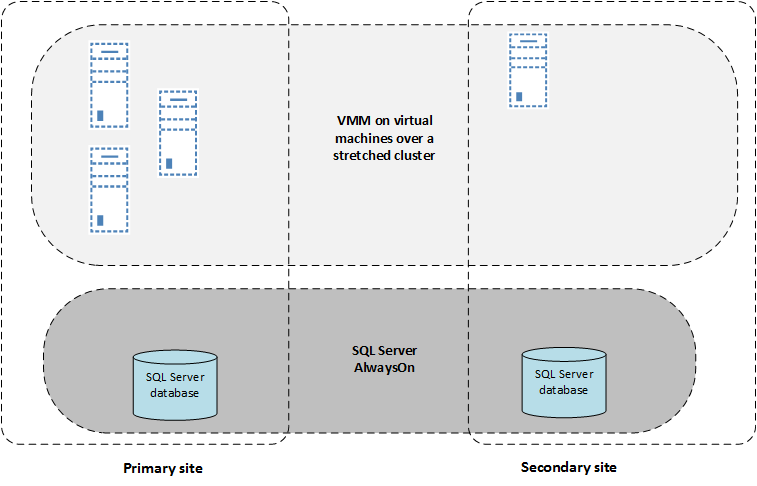 VMM on virtual
machines over a
stretched cluster
SQL Server
AlwaysOn
SQL Server
database
SQL Server
database
Primary site
Secondary site